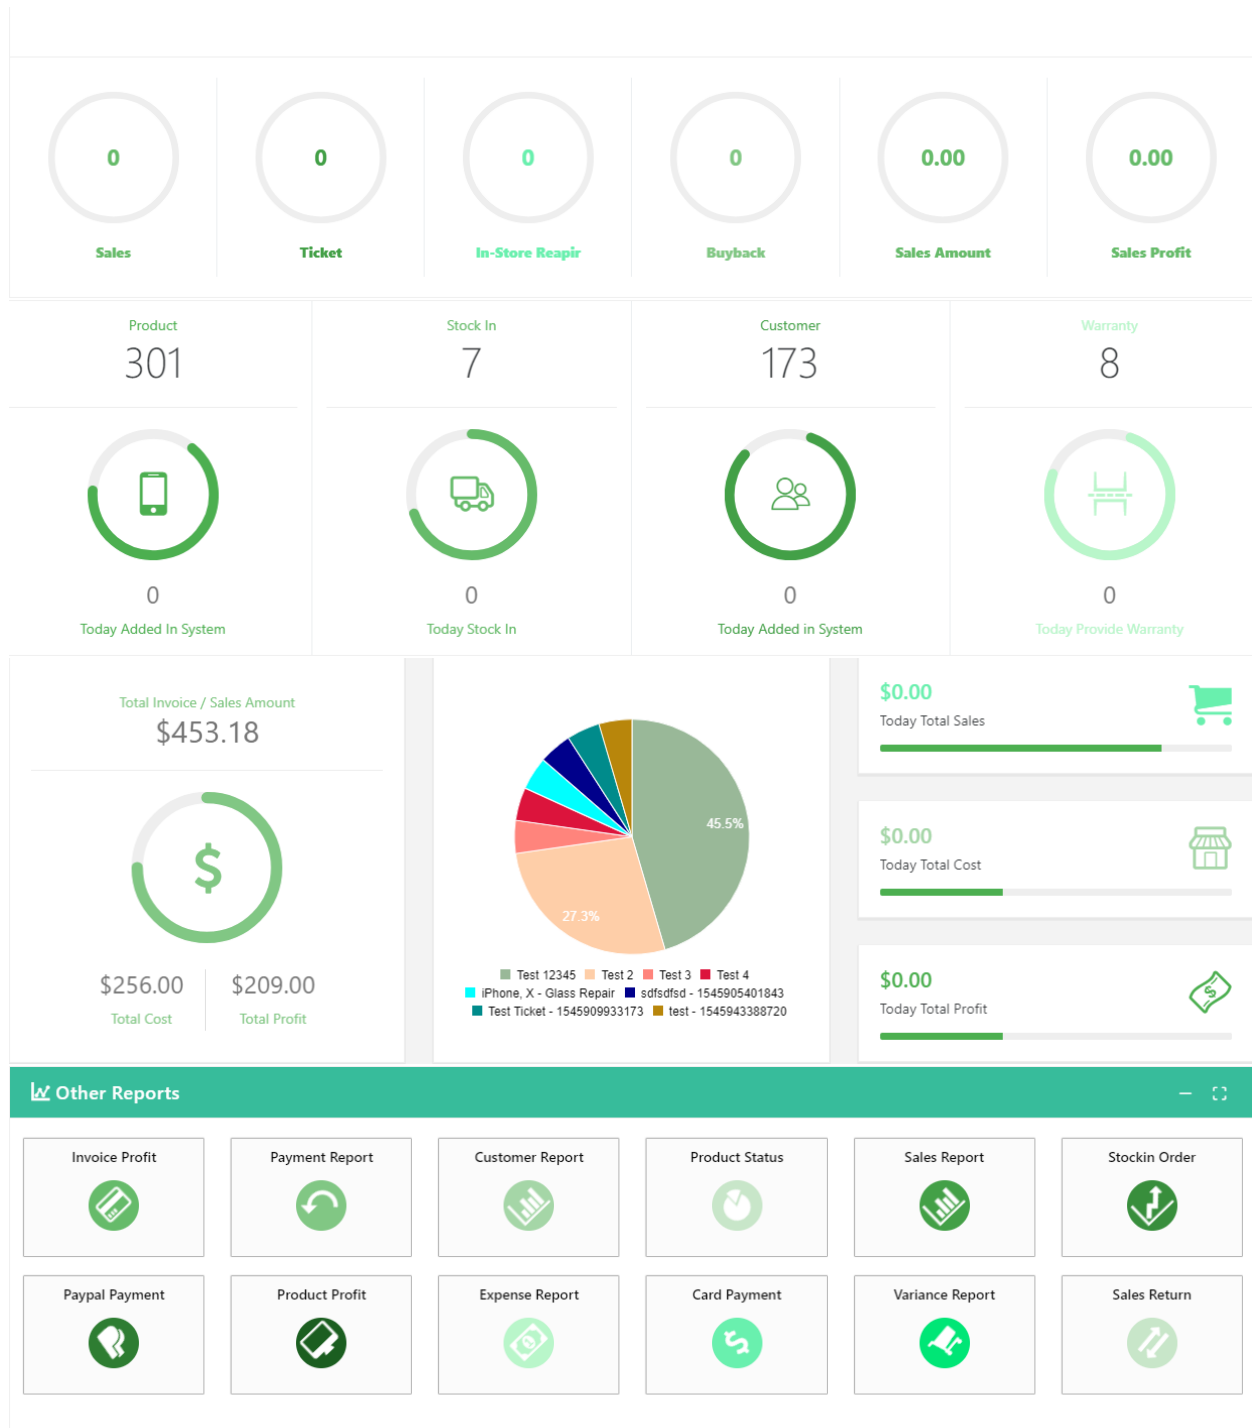 0 0 0 0 0.00 0.00
Sales Ticket In-Store Reapir Buyback Sales Amount Sales Profit
Product Stock In Customer Warranty
301 7 173 8
0 0 0 0
Today Added In System Today Stock In Today Added in System Today Provide Warranty
Total Invoice / Sales Amount
$453.18
$
$256.00 $209.00
Total Cost Total Profit
45.5%
27.3%
Test 12345 Test 2 Test 3 Test 4
iPhone, X - Glass Repair sdfsdfsd - 1545905401843
Test Ticket - 1545909933173 test - 1545943388720
$0.00
Today Total Sales
$0.00
Today Total Cost
$0.00
Today Total Profit
Other Reports
Invoice Profit Payment Report Customer Report Product Status Sales Report Stockin Order
Paypal Payment Product Profit Expense Report Card Payment Variance Report Sales Return